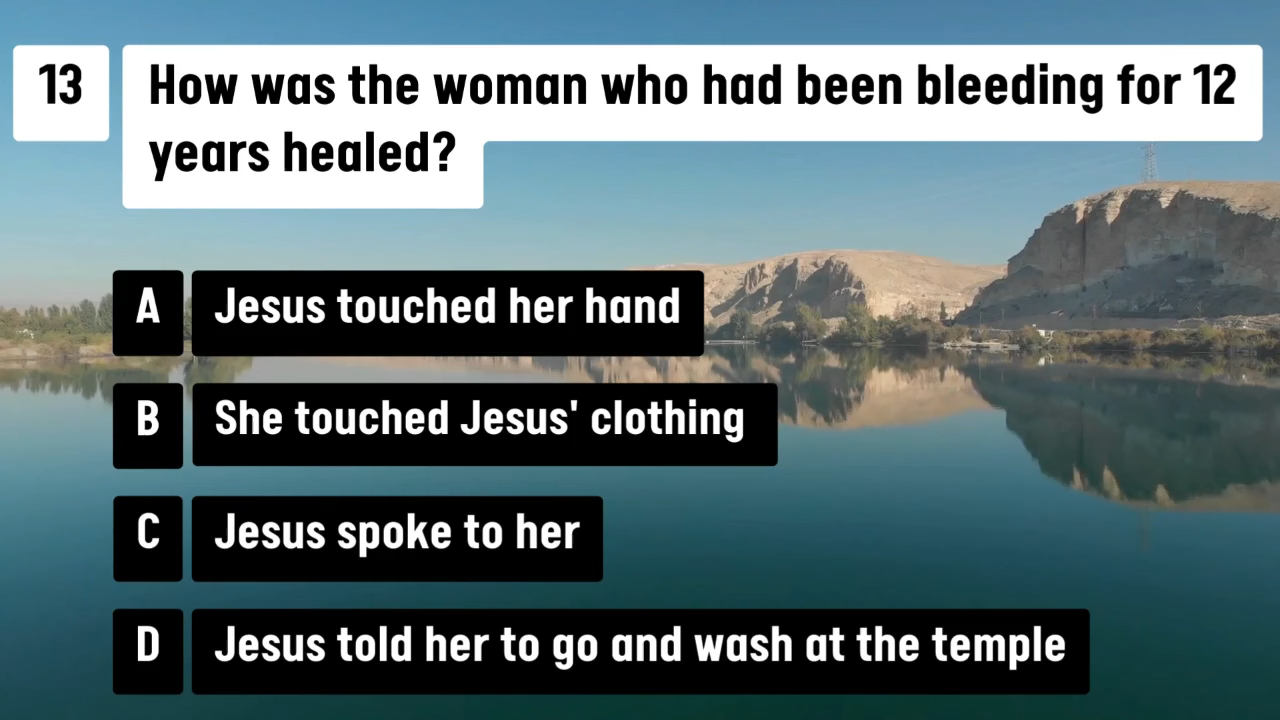 13
How was the woman who had been bleeding for 12
years healed?
A
Jesus touched her hand
B
She touched Jesus' clothing
C
Jesus spoke to her
D
Jesus told her to go and wash at the temple